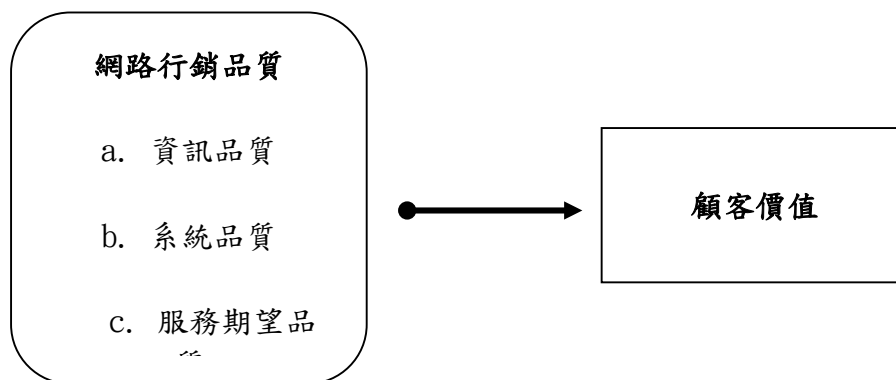 網路行銷品質
a. 資訊品質
b. 系統品質
c. 服務期望品
顧客價值